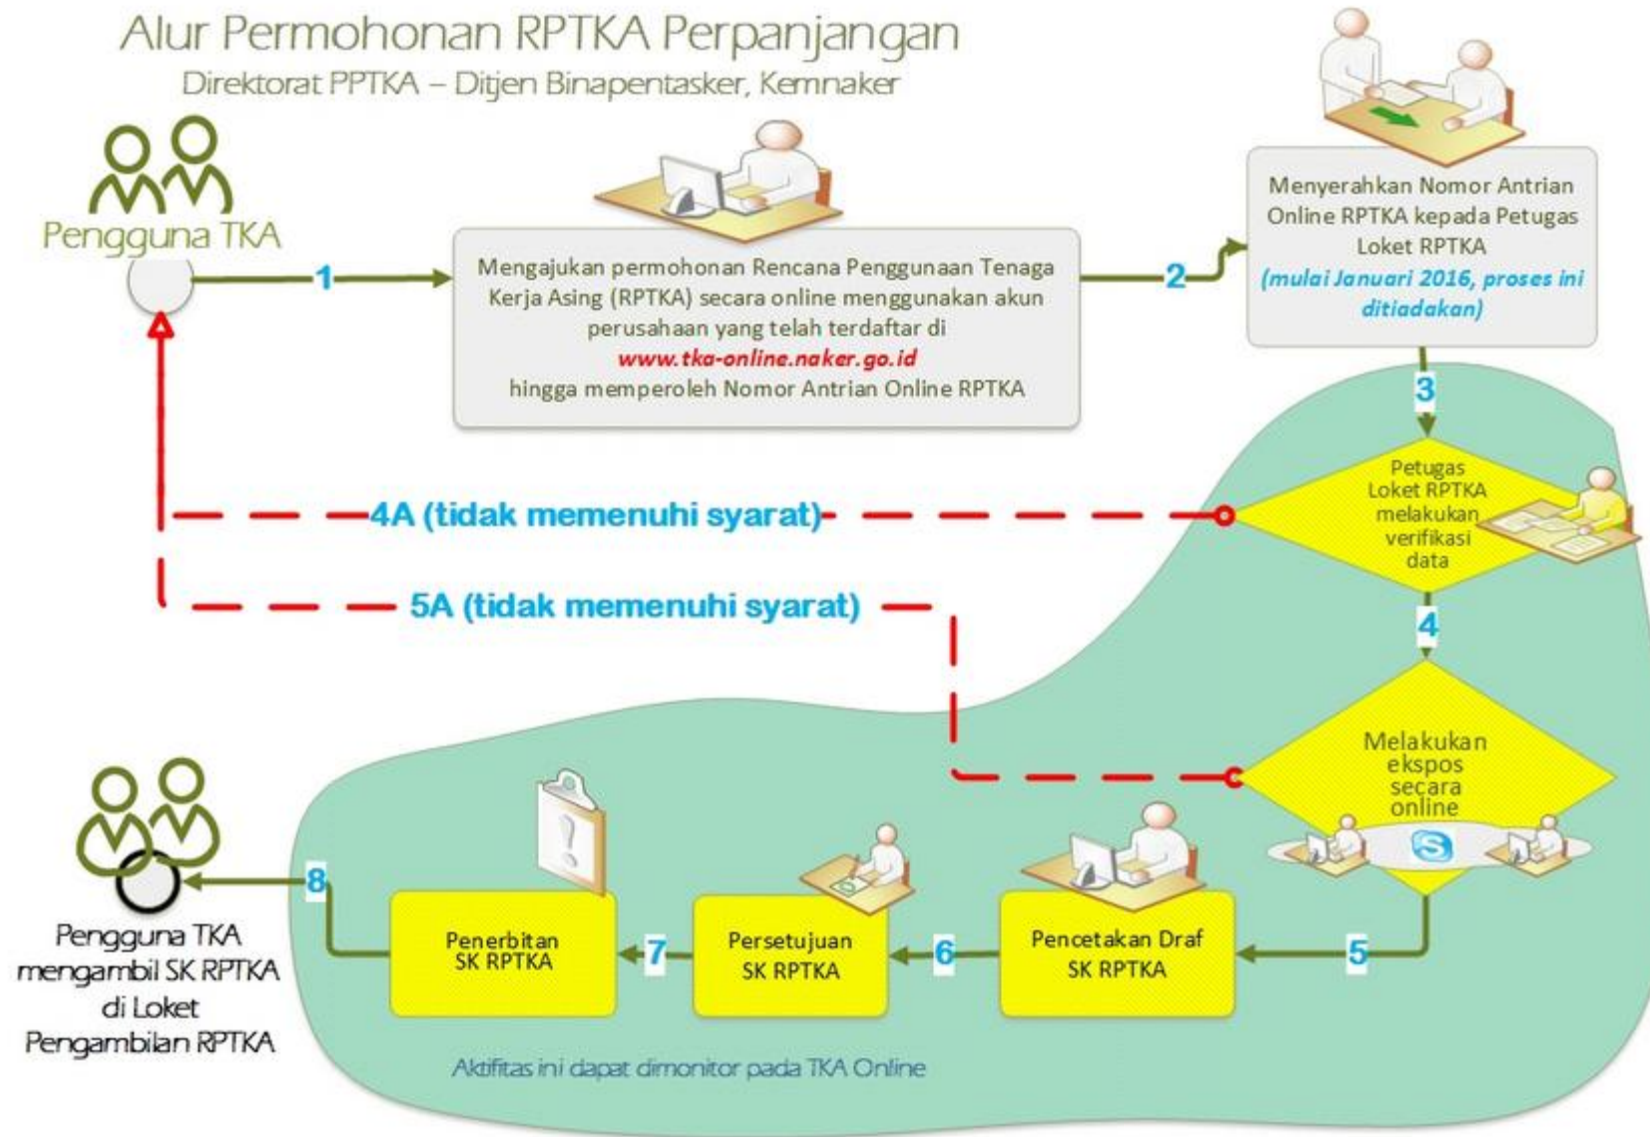 Alur Permohonan RPTKA Perpanjangan
Direktorat PPTKA – Ditjen Binapentasker, Kemnaker
Pengguna TKA
1
Mengajukan permohonan Rencana Penggunaan Tenaga
Kerja Asing (RPTKA) secara online menggunakan akun
perusahaan yang telah terdaftar di
www.tka-online.naker.go.id
hingga memperoleh Nomor Antrian Online RPTKA
2
Menyerahkan Nomor Antrian
Online RPTKA kepada Petugas
Loket RPTKA
(mulai Januari 2016, proses ini
ditiadakan)
3
Petugas
Loket RPTKA
melakukan
verifikasi
data
4A (tidak memenuhi syarat)
4
5A (tidak memenuhi syarat)
Melakukan
ekspos
secara
online
S
5
Pencetakan Draf
SK RPTKA
6
Persetujuan
SK RPTKA
7
Penerbitan
SK RPTKA
8
Pengguna TKA
mengambil SK RPTKA
di Loket
Pengambilan RPTKA
Aktifitas ini dapat dimonitor pada TKA Online